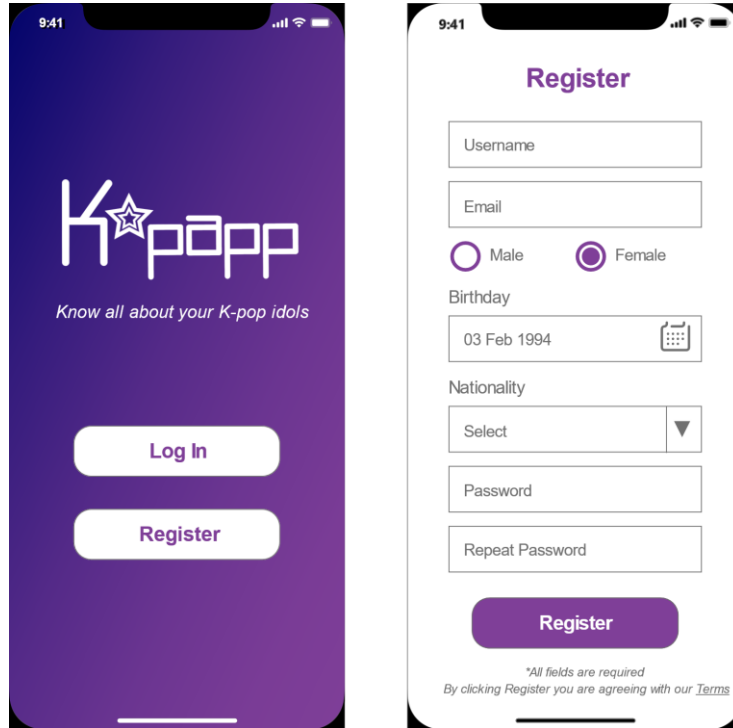 9:41
K☆papp
Know all about your K-pop idols
Log In
Register
9:41
Register
Username
Email
Male Female
Birthday
03 Feb 1994
Nationality
Select
Password
Repeat Password
Register
*All fields are required
By clicking Register you are agreeing with our Terms